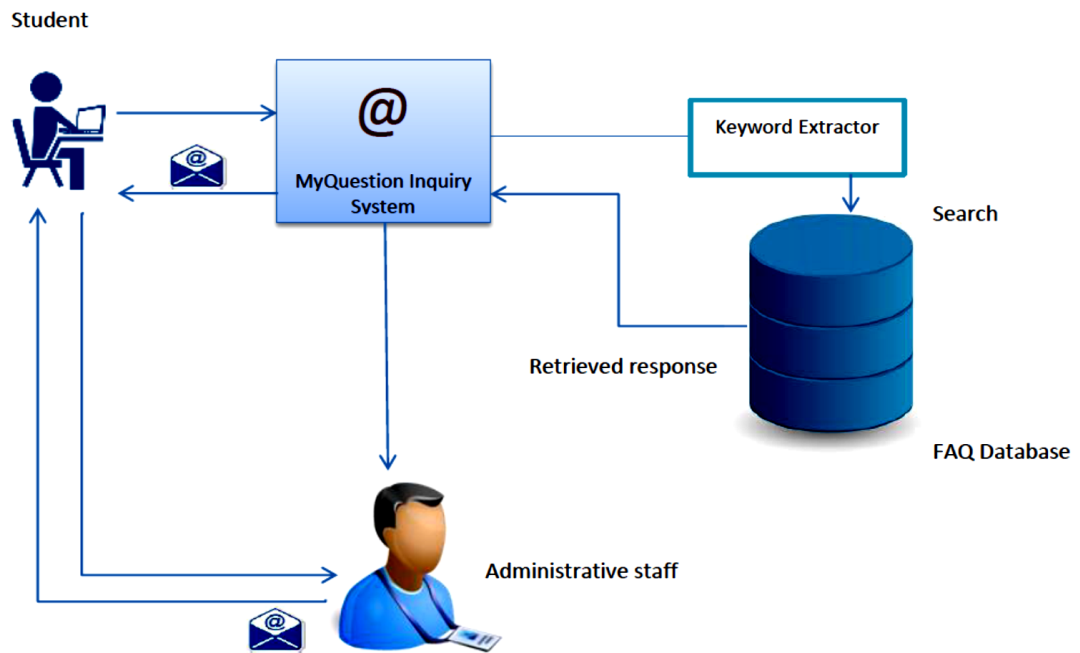 Student
@
Keyword Extractor
@
MyQuestion Inquiry
System
Search
Retrieved response
FAQ Database
Administrative staff
@